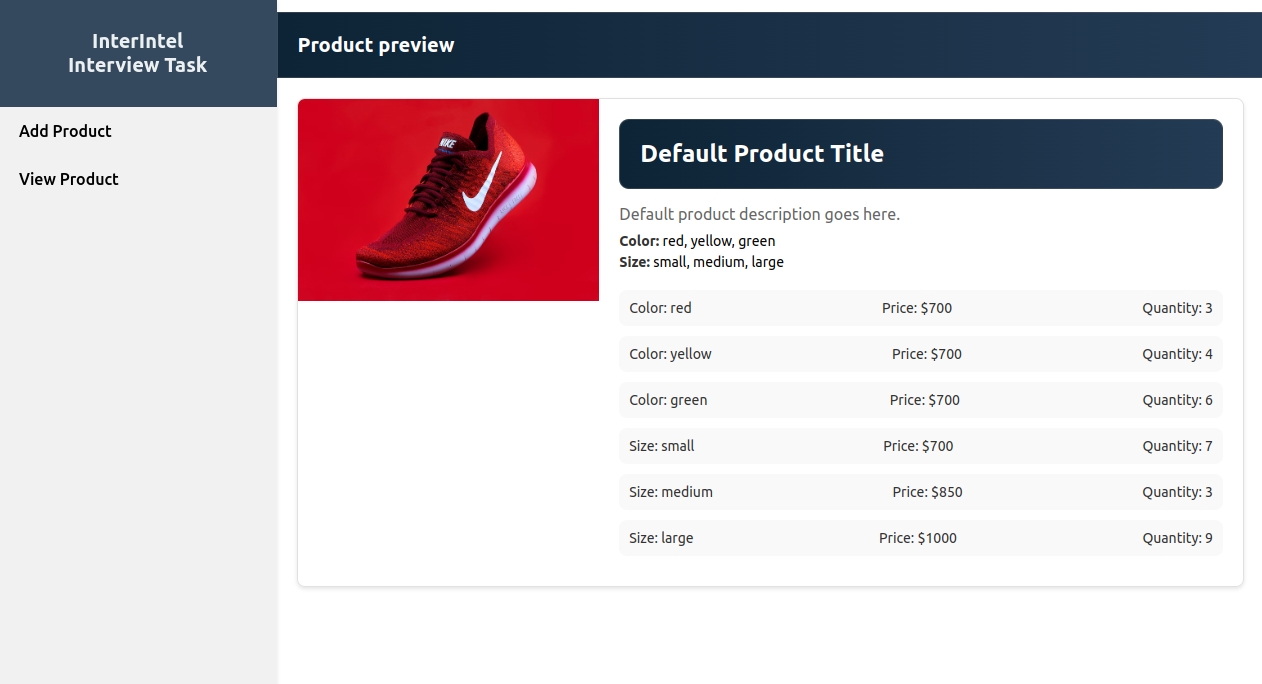 InterIntel
Interview Task
Add Product
View Product
Product preview
NIKE
Default Product Title
Default product description goes here.
Color: red, yellow, green
Size: small, medium, large
Color: red Price: $700 Quantity: 3
Color: yellow Price: $700 Quantity: 4
Color: green Price: $700 Quantity: 6
Size: small Price: $700 Quantity: 7
Size: medium Price: $850 Quantity: 3
Size: large Price: $1000 Quantity: 9